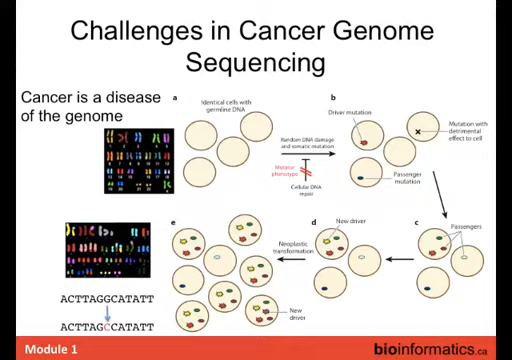 Challenges in Cancer Genome
Sequencing
Cancer is a disease
of the genome
a
Identical cells with
germline DNA
Random DNA damage
and somatic mutation
Mutator
phenotype
Cellular DNA
repair
b
Driver mutation
Mutation with
detrimental
effect to cell
Passenger
mutation
c
Passengers
d
New driver
Neoplastic
transformation
e
New
driver
ACTTAGGCATATT
ACTTAGCCATATT
Module 1
bioinformatics.ca